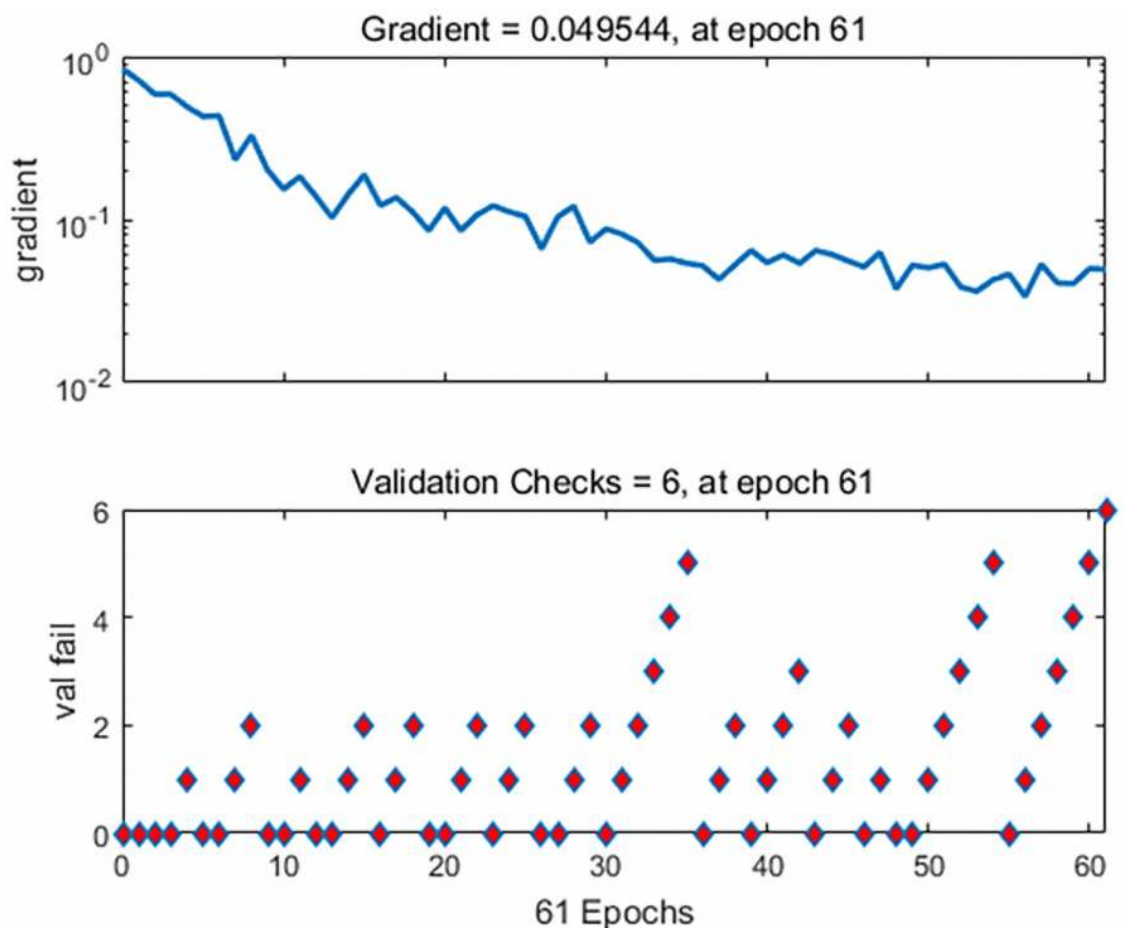 Gradient = 0.049544, at epoch 61
10^0
10^-1
10^-2
gradient
Validation Checks = 6, at epoch 61
6
4
2
0
val fail
0 10 20 30 40 50 60
61 Epochs